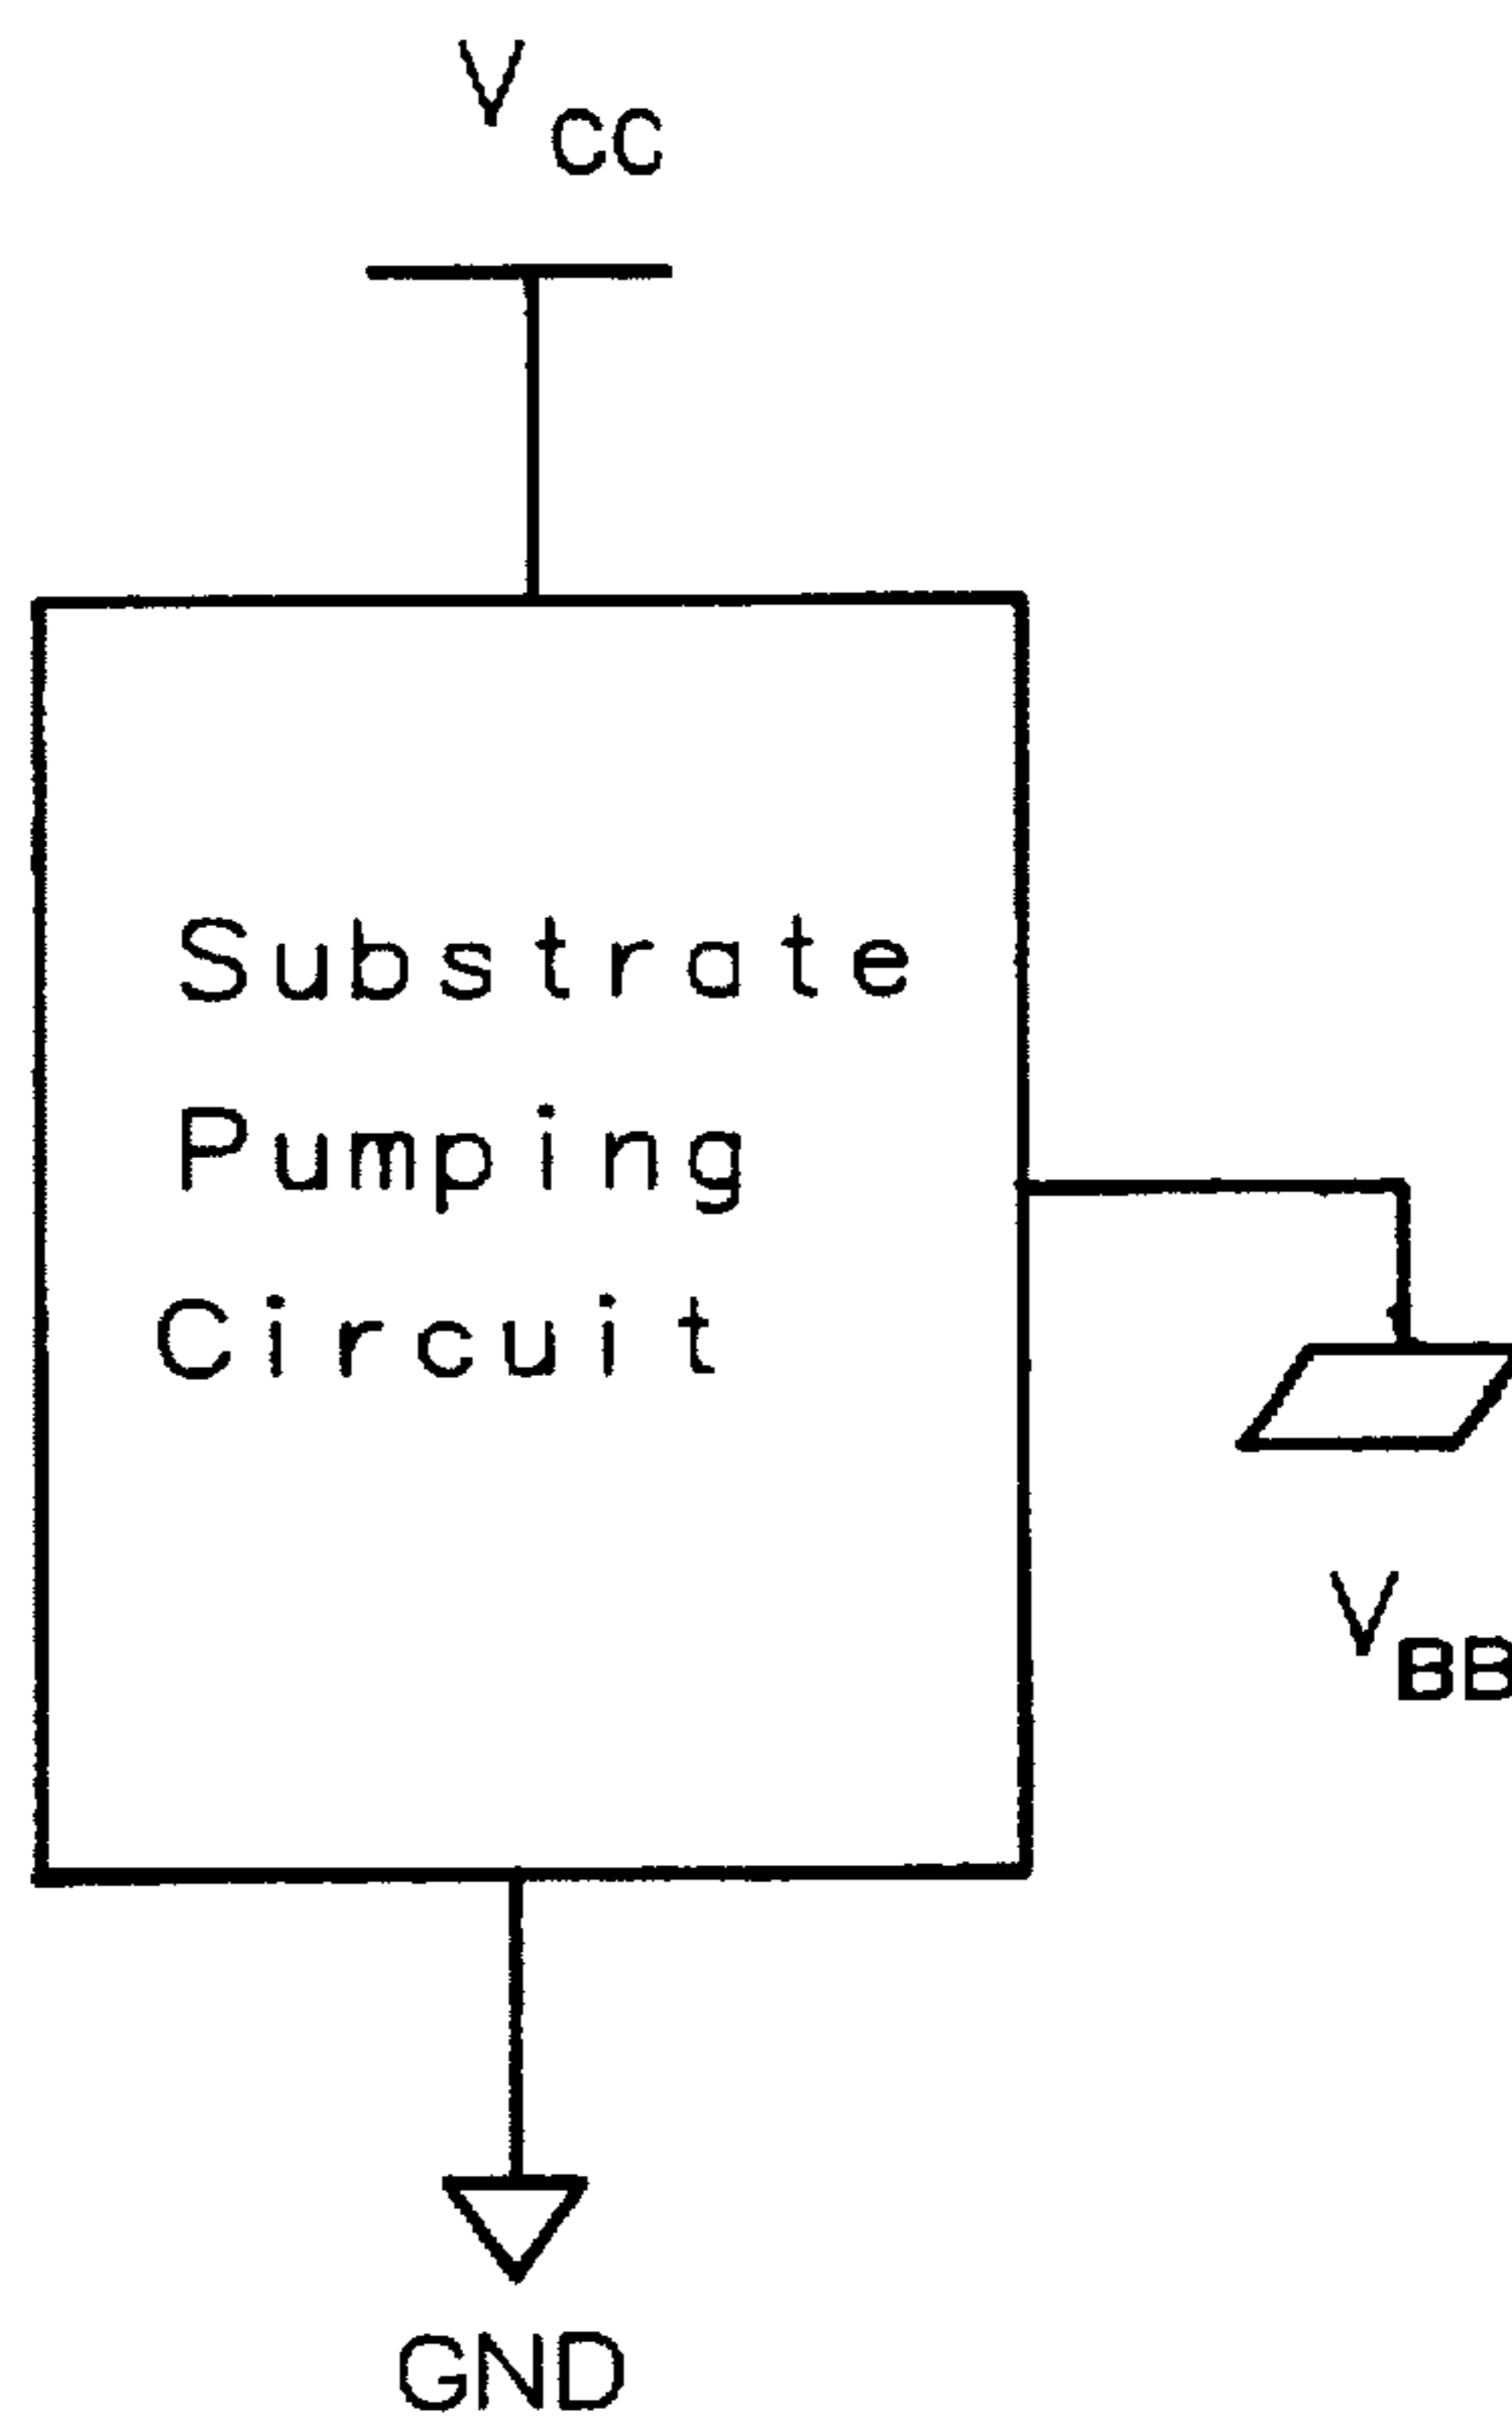 VCC
Substrate
Pumping
Circuit
VBB
GND